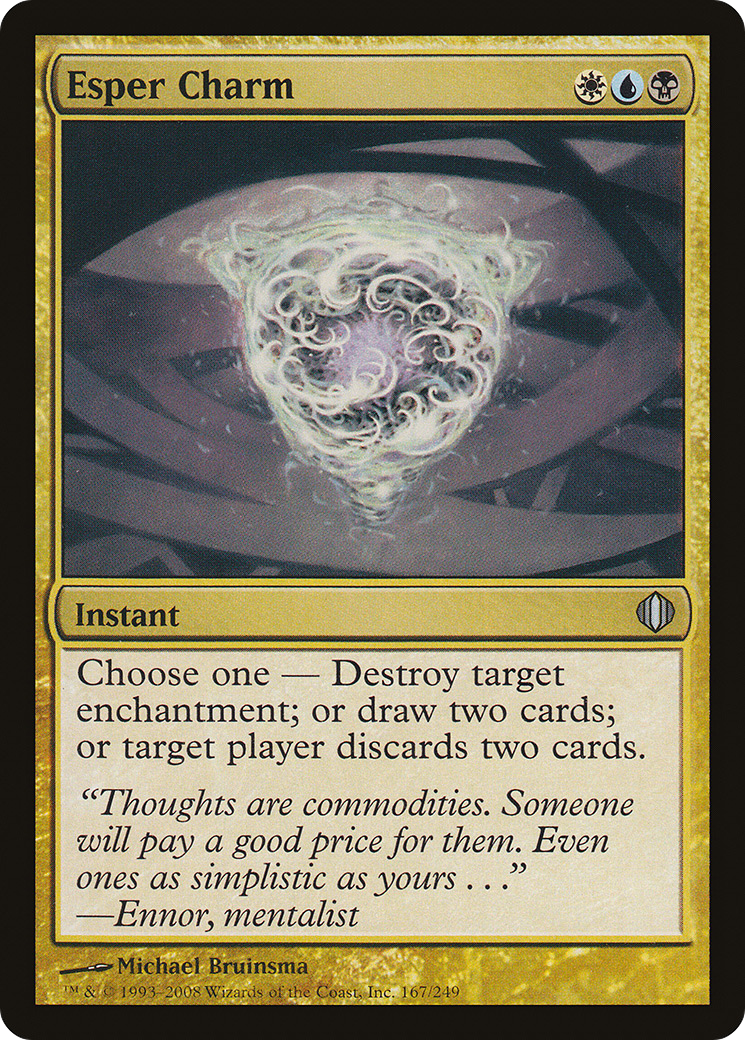 Esper Charm
Instant
Choose one — Destroy target
enchantment; or draw two cards;
or target player discards two cards.
“Thoughts are commodities. Someone
will pay a good price for them. Even
ones as simplistic as yours . . .”
—Ennor, mentalist
Michael Bruinsma
™ & © 1993–2008 Wizards of the Coast, Inc. 167/249